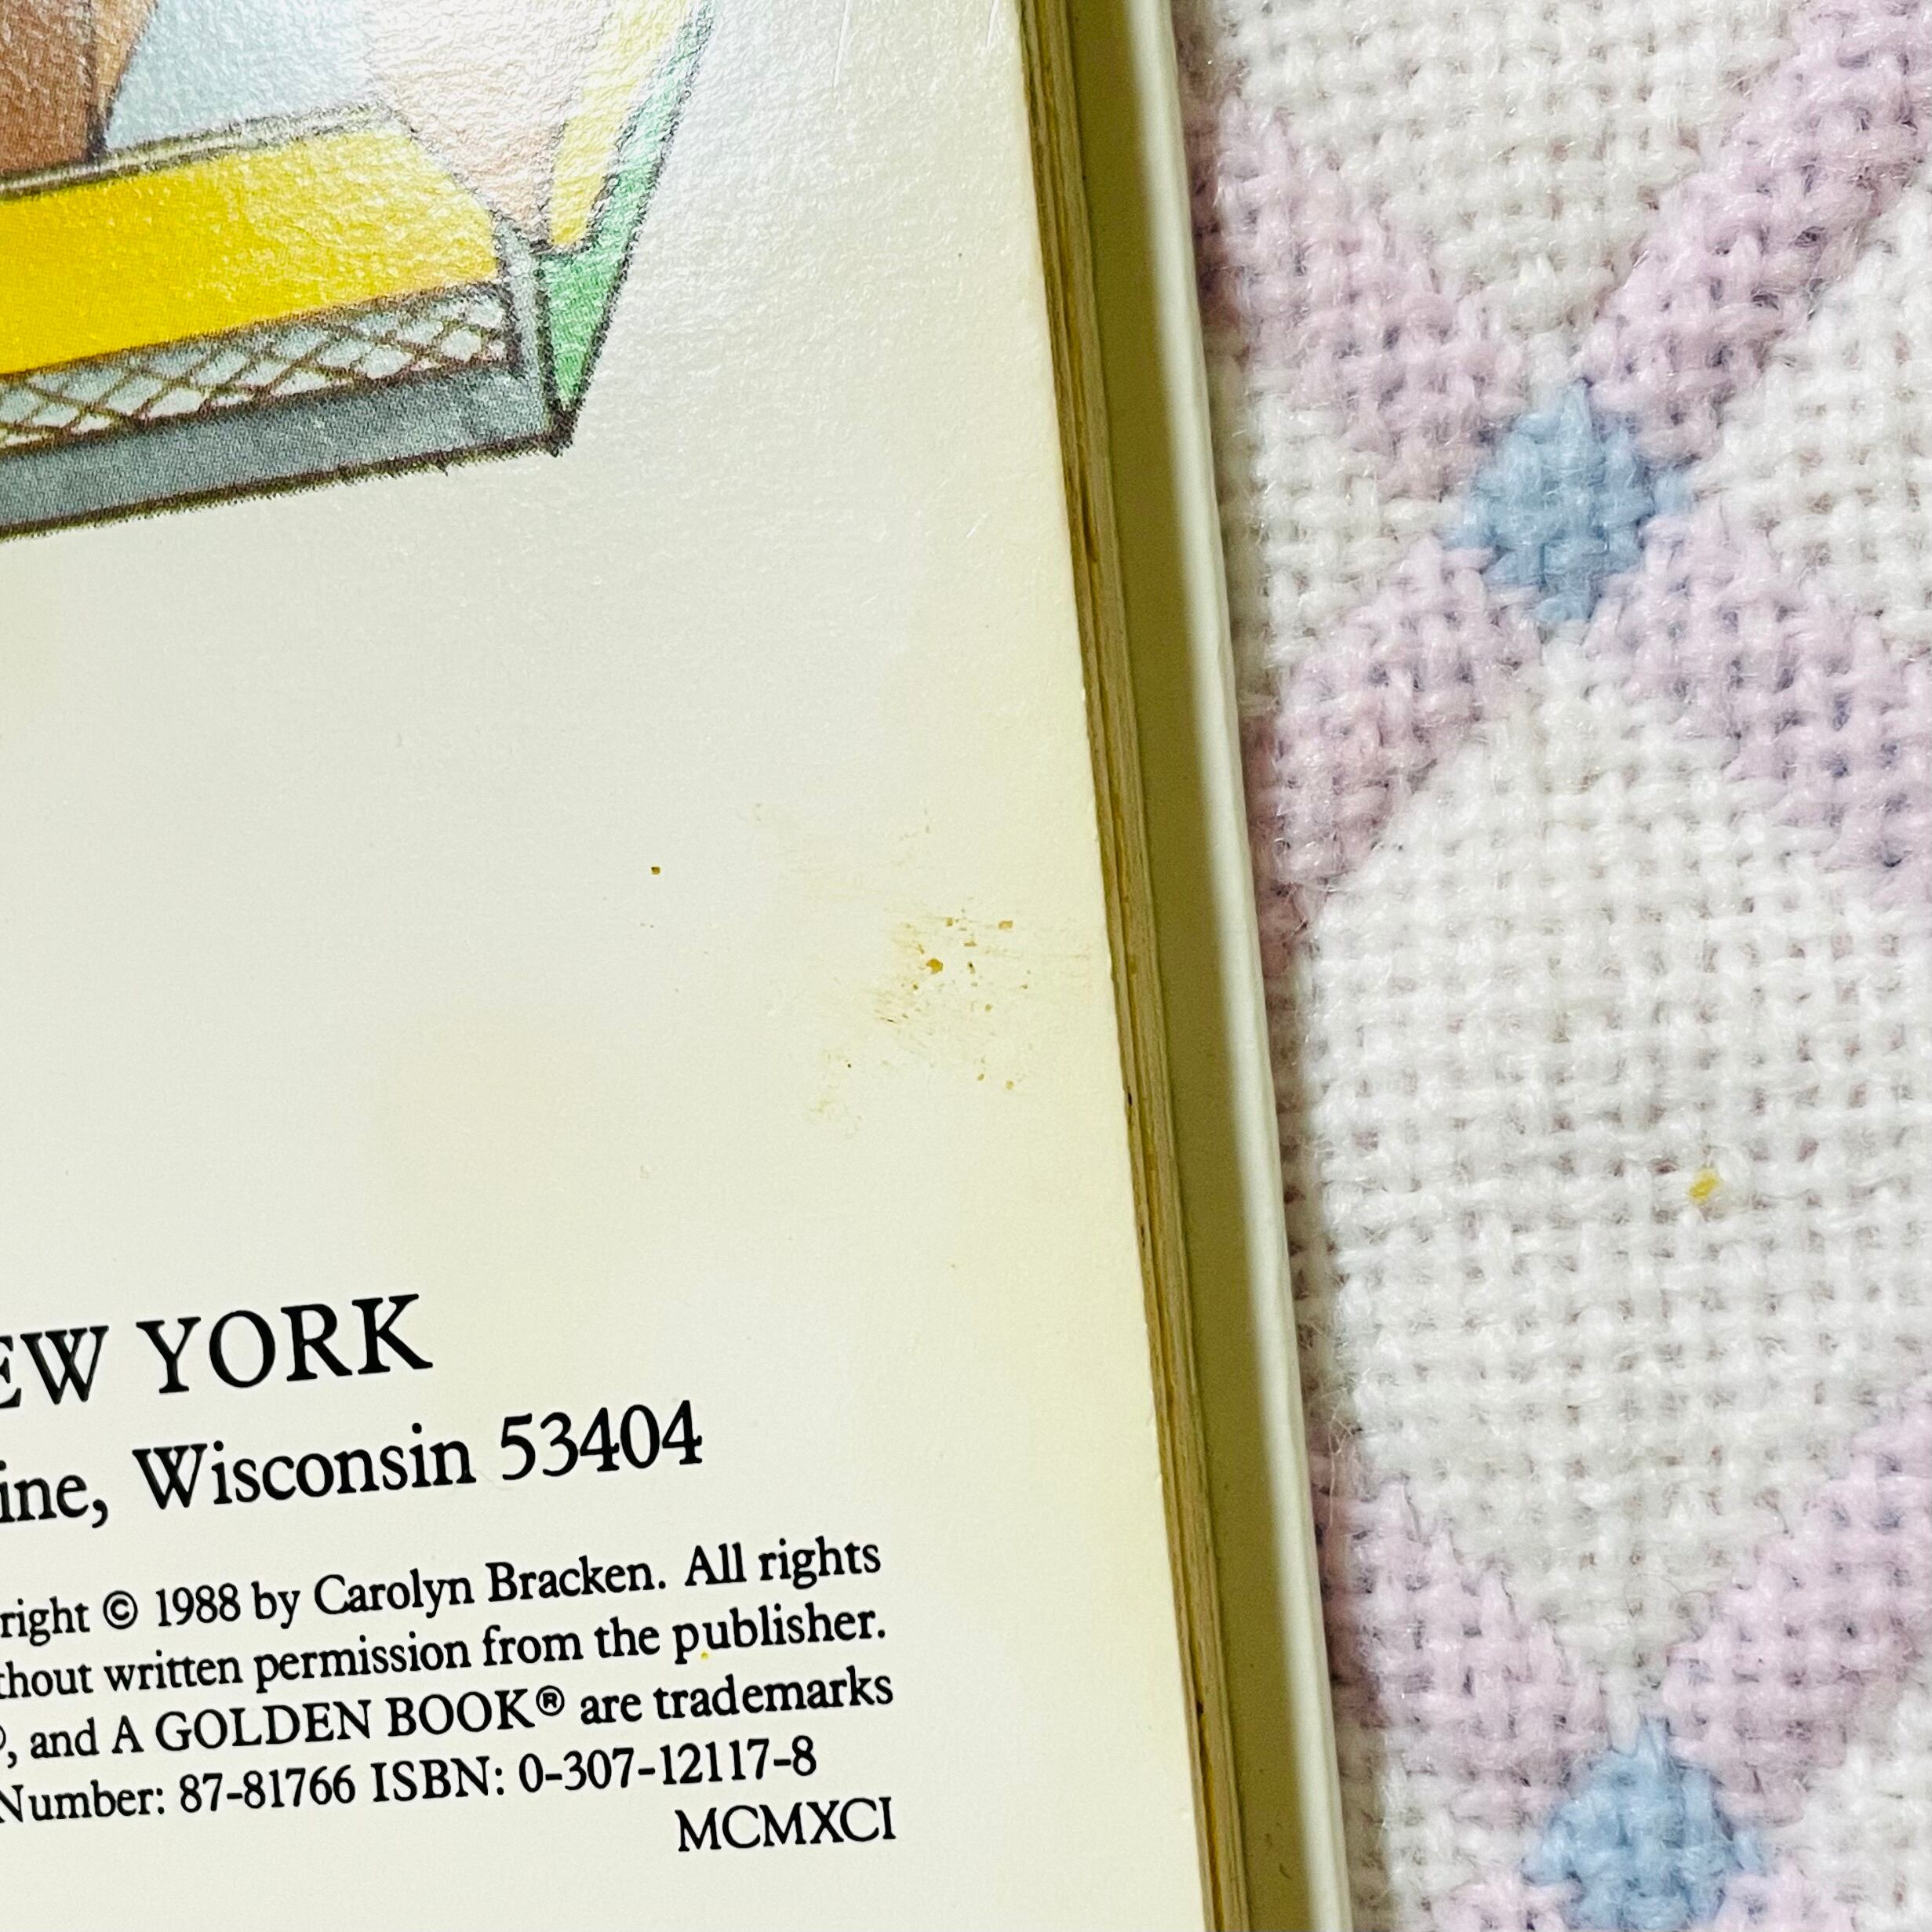 EW YORK
ine, Wisconsin 53404
right © 1988 by Carolyn Bracken. All rights
thout written permission from the publisher.
®, and A GOLDEN BOOK® are trademarks
Number: 87-81766 ISBN: 0-307-12117-8
MCMXCI